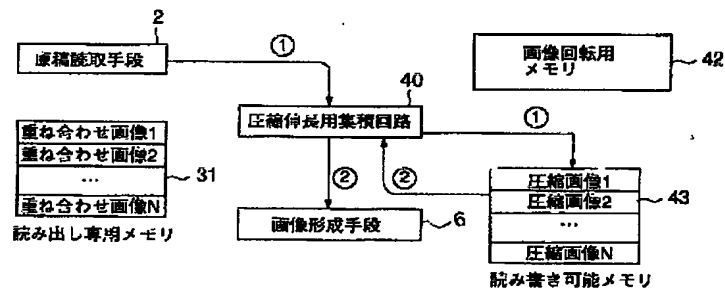 2
原稿読取手段
①
画像回転用
メモリ
42
40
圧縮伸長用集積回路
①
重ね合わせ画像1
重ね合わせ画像2
…
重ね合わせ画像N
31
読み出し専用メモリ
②
②
画像形成手段
6
圧縮画像1
圧縮画像2
…
圧縮画像N
43
読み書き可能メモリ